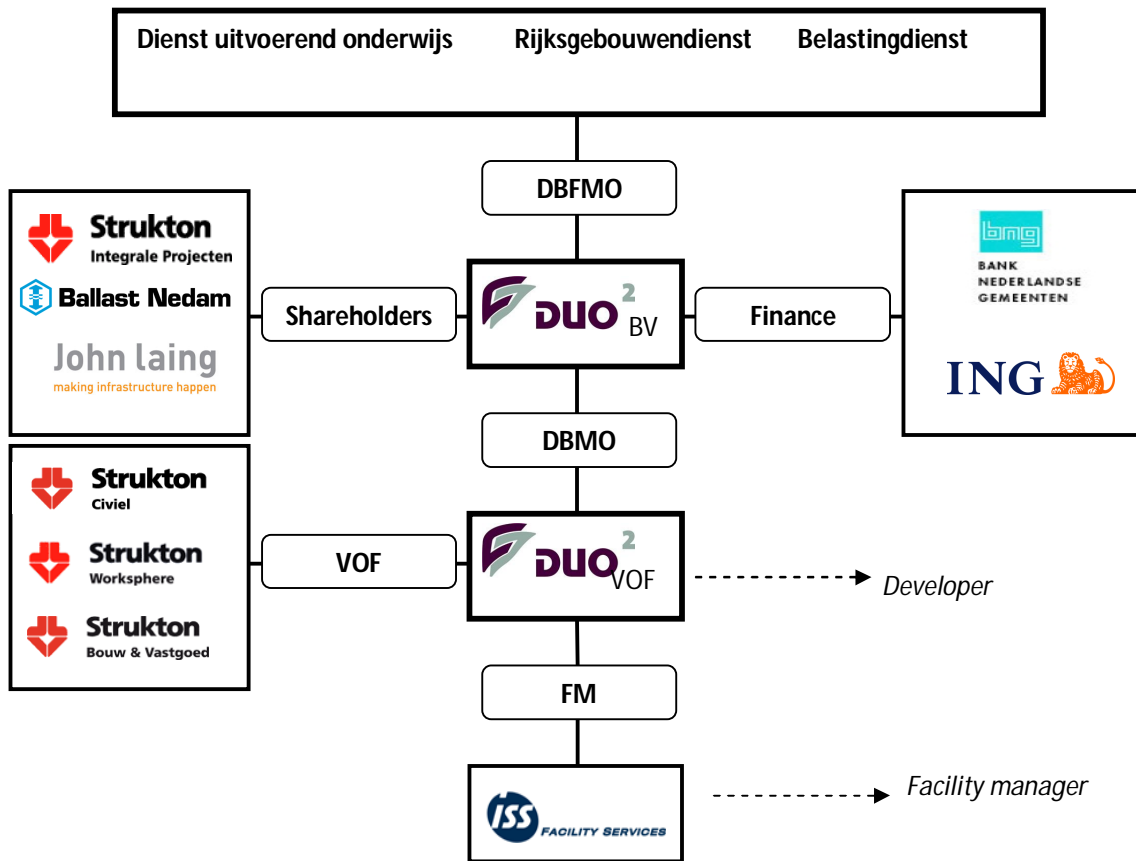 Dienst uitvoerend onderwijs Rijksgebouwendienst Belastingdienst
DBFMO
Strukton
Integrale Projecten
Ballast Nedam
John laing
making infrastructure happen
Shareholders
DUO 2
BV
Finance
bng
BANK
NEDERLANDSE
GEMEENTEN
ING
DBMO
Strukton
Civiel
Strukton
Worksphere
Strukton
Bouw & Vastgoed
VOF
DUO 2
VOF
Developer
FM
ISS FACILITY SERVICES
Facility manager